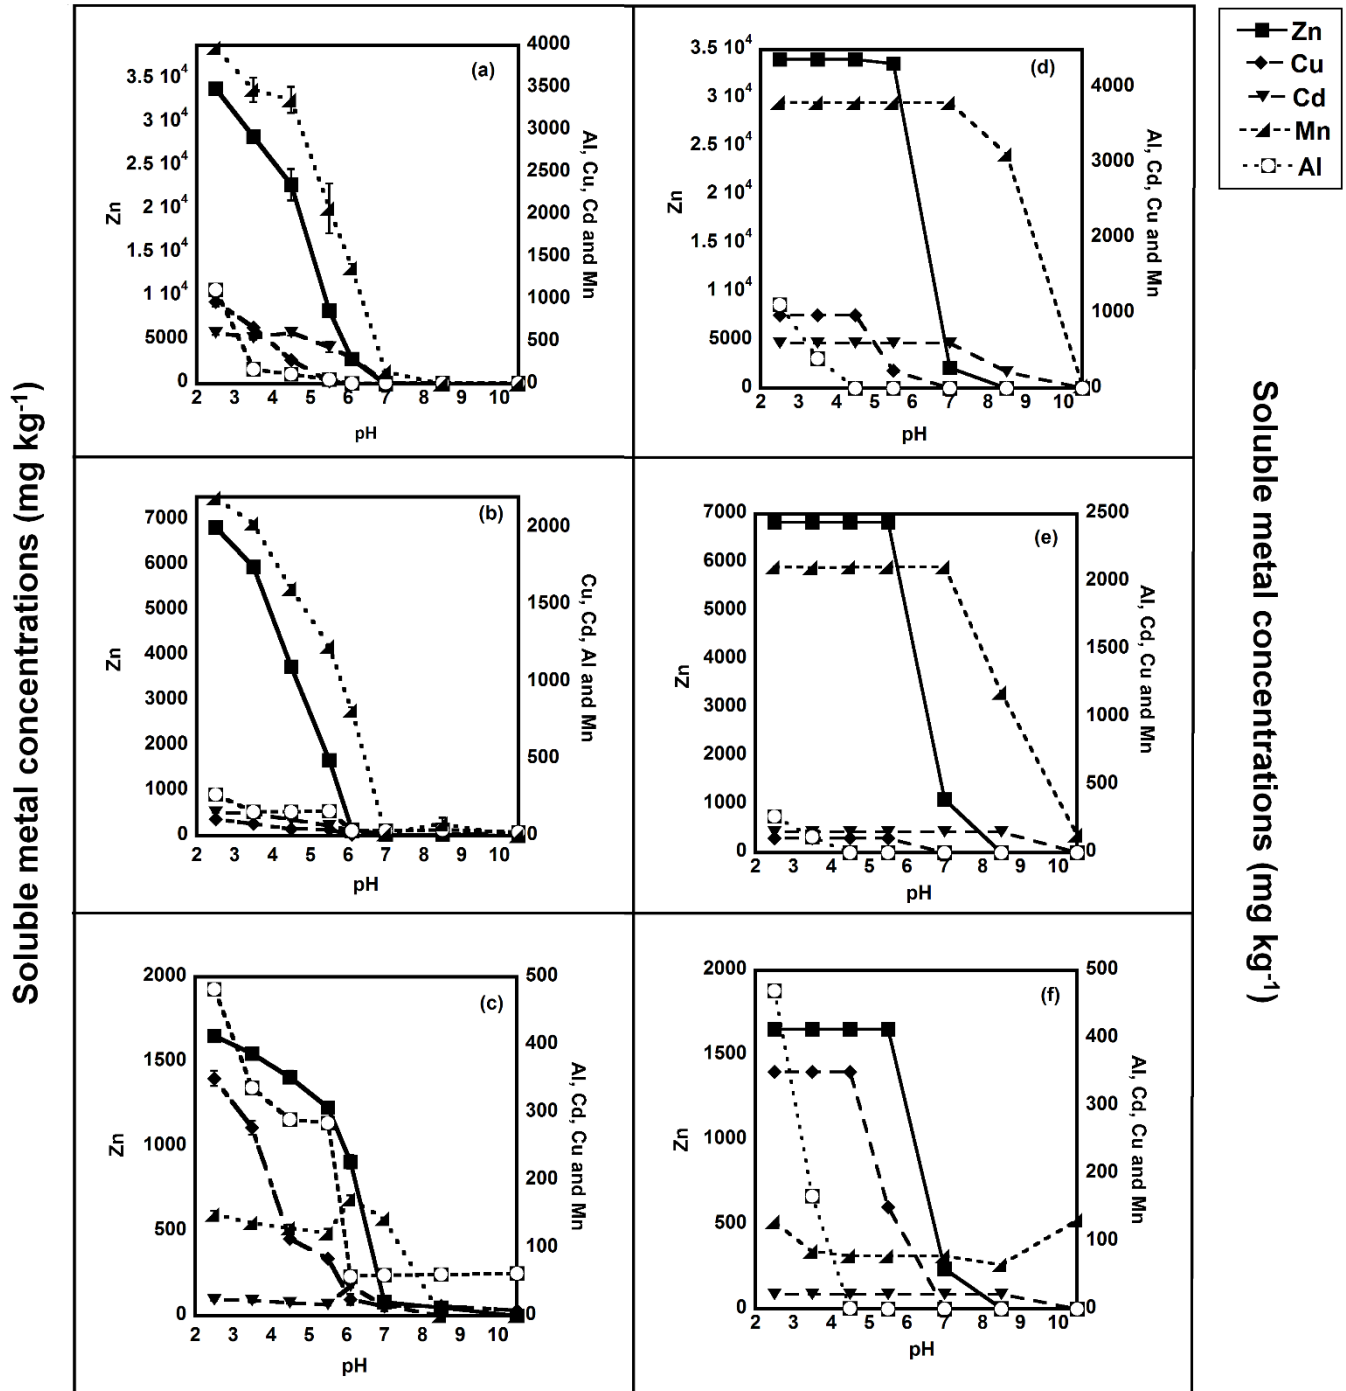 Soluble metal concentrations (mg kg-1)
(a)
Zn
3.5 10^4
3 10^4
2.5 10^4
2 10^4
1.5 10^4
1 10^4
5000
0
4000
3500
3000
2500
2000
1500
1000
500
0
Al, Cu, Cd and Mn
2 3 4 5 6 7 8 9 10
pH
(d)
Zn
3.5 10^4
3 10^4
2.5 10^4
2 10^4
1.5 10^4
1 10^4
5000
0
4000
3000
2000
1000
0
Al, Cd, Cu and Mn
2 3 4 5 6 7 8 9 10
pH
Zn
Cu
Cd
Mn
Al
(b)
Zn
7000
6000
5000
4000
3000
2000
1000
0
2000
1500
1000
500
0
Cu, Cd, Al and Mn
2 3 4 5 6 7 8 9 10
pH
(e)
Zn
7000
6000
5000
4000
3000
2000
1000
0
2500
2000
1500
1000
500
0
Al, Cd, Cu and Mn
2 3 4 5 6 7 8 9 10
pH
(c)
Zn
2000
1500
1000
500
0
500
400
300
200
100
0
Al, Cd, Cu and Mn
2 3 4 5 6 7 8 9 10
pH
(f)
Zn
2000
1500
1000
500
0
500
400
300
200
100
0
Al, Cd, Cu and Mn
2 3 4 5 6 7 8 9 10
pH
Soluble metal concentrations (mg kg-1)